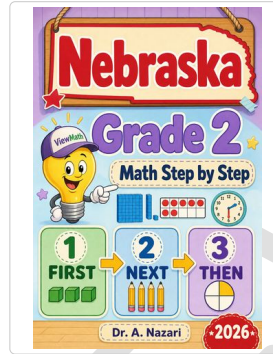 Nebraska
ViewMath
Grade 2
Math Step by Step
1
FIRST
2
NEXT
3
THEN
Dr. A. Nazari
2026